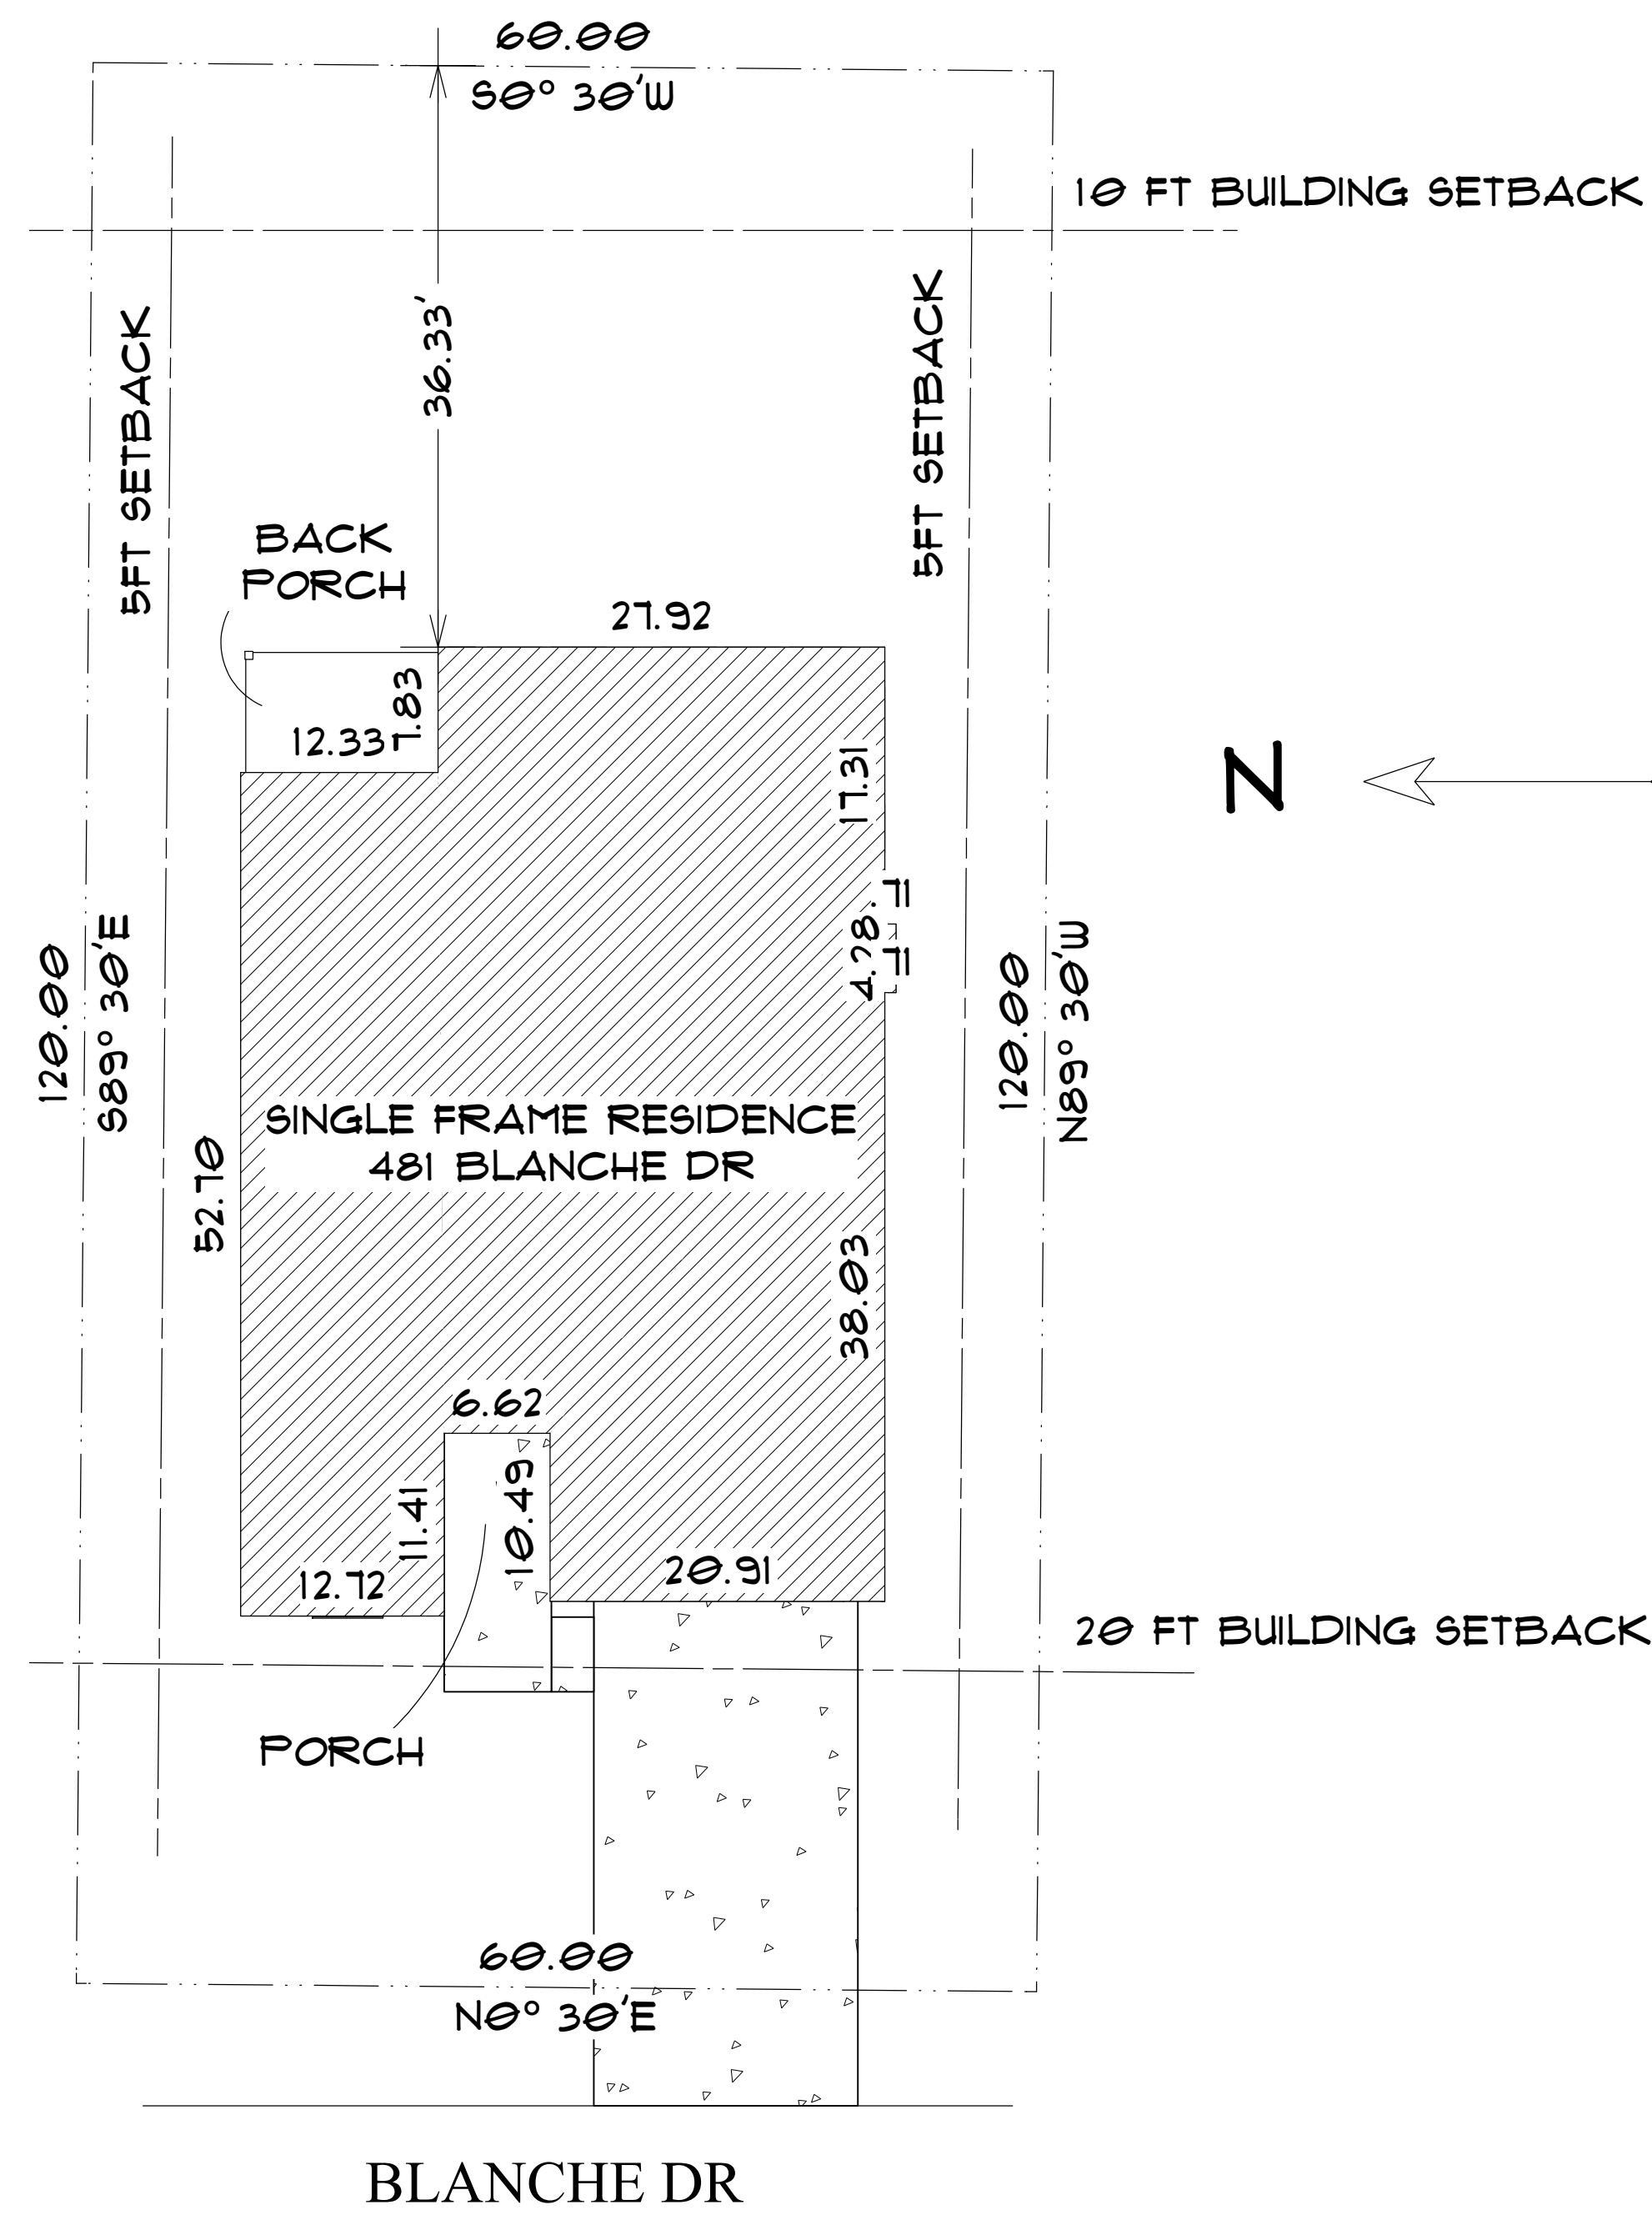 60.00
S0° 30'W
10 FT BUILDING SETBACK
5FT SETBACK
5FT SETBACK
36.33'
BACK
PORCH
27.92
7.83
12.33
17.31
N
.71
4.28
.71
120.00
S89° 30'E
120.00
N89° 30'W
SINGLE FRAME RESIDENCE
481 BLANCHE DR
52.70
38.03
6.62
11.41
10.49
12.72
20.91
20 FT BUILDING SETBACK
PORCH
60.00
N0° 30'E
BLANCHE DR